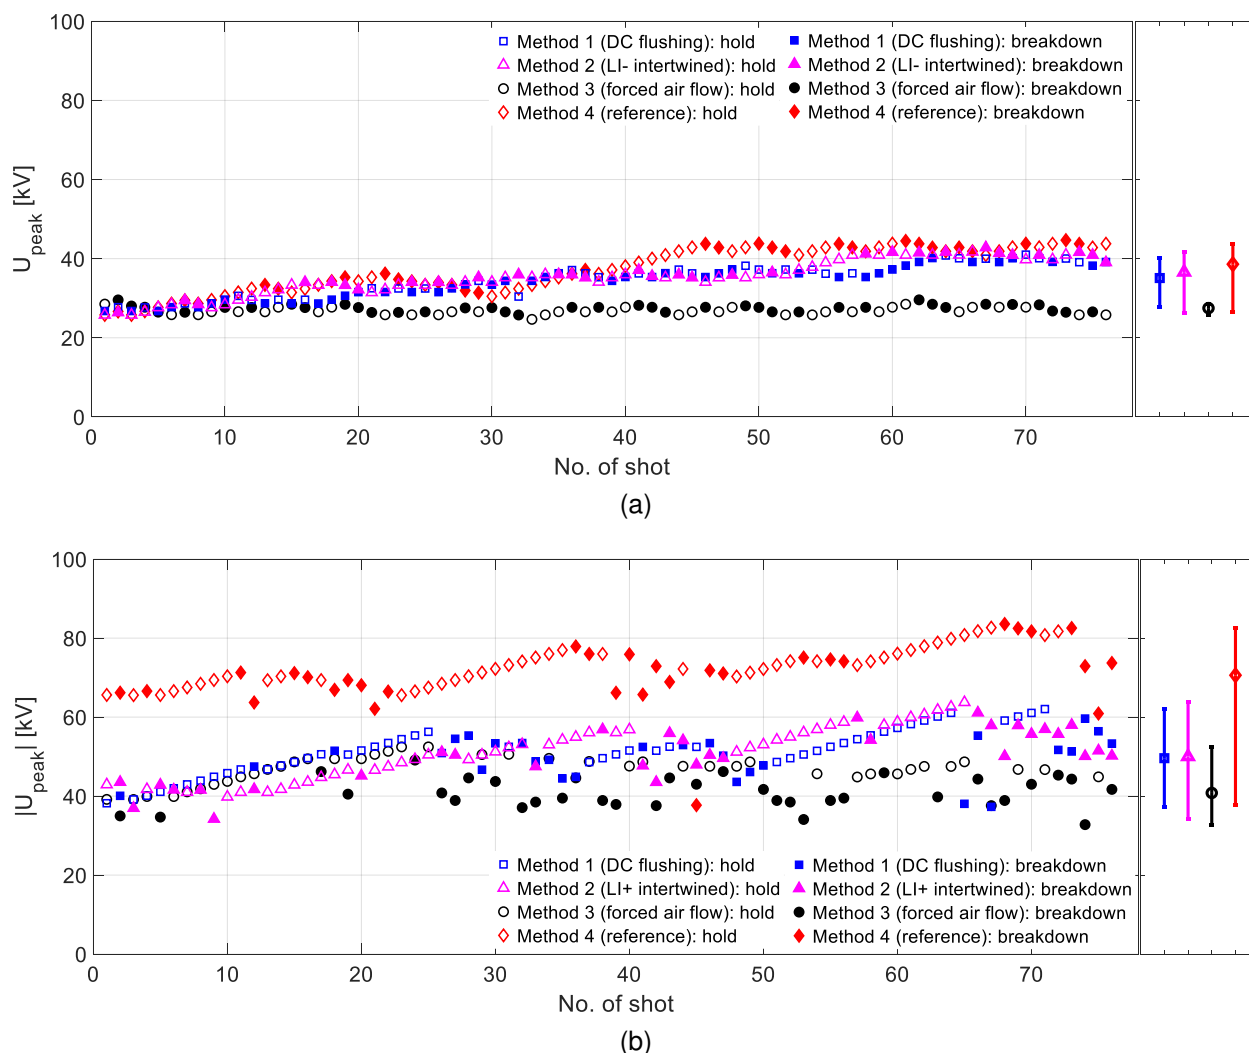 100
80
60
40
20
0
U_peak [kV]
Method 1 (DC flushing): hold
Method 2 (LI- intertwined): hold
Method 3 (forced air flow): hold
Method 4 (reference): hold
Method 1 (DC flushing): breakdown
Method 2 (LI- intertwined): breakdown
Method 3 (forced air flow): breakdown
Method 4 (reference): breakdown
0 10 20 30 40 50 60 70
No. of shot
(a)
100
80
60
40
20
0
|U_peak| [kV]
Method 1 (DC flushing): hold
Method 2 (LI+ intertwined): hold
Method 3 (forced air flow): hold
Method 4 (reference): hold
Method 1 (DC flushing): breakdown
Method 2 (LI+ intertwined): breakdown
Method 3 (forced air flow): breakdown
Method 4 (reference): breakdown
0 10 20 30 40 50 60 70
No. of shot
(b)